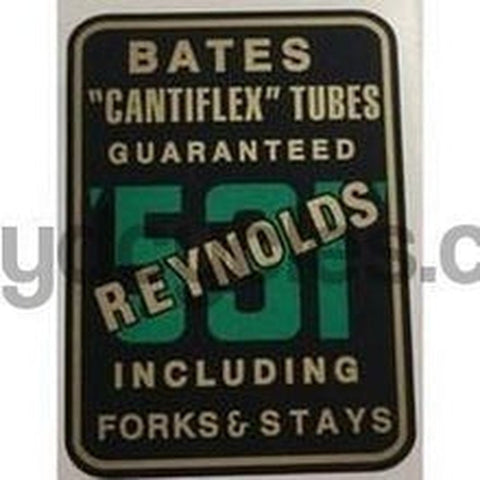 BATES
"CANTIFLEX" TUBES
GUARANTEED
"531"
REYNOLDS
INCLUDING
FORKS & STAYS